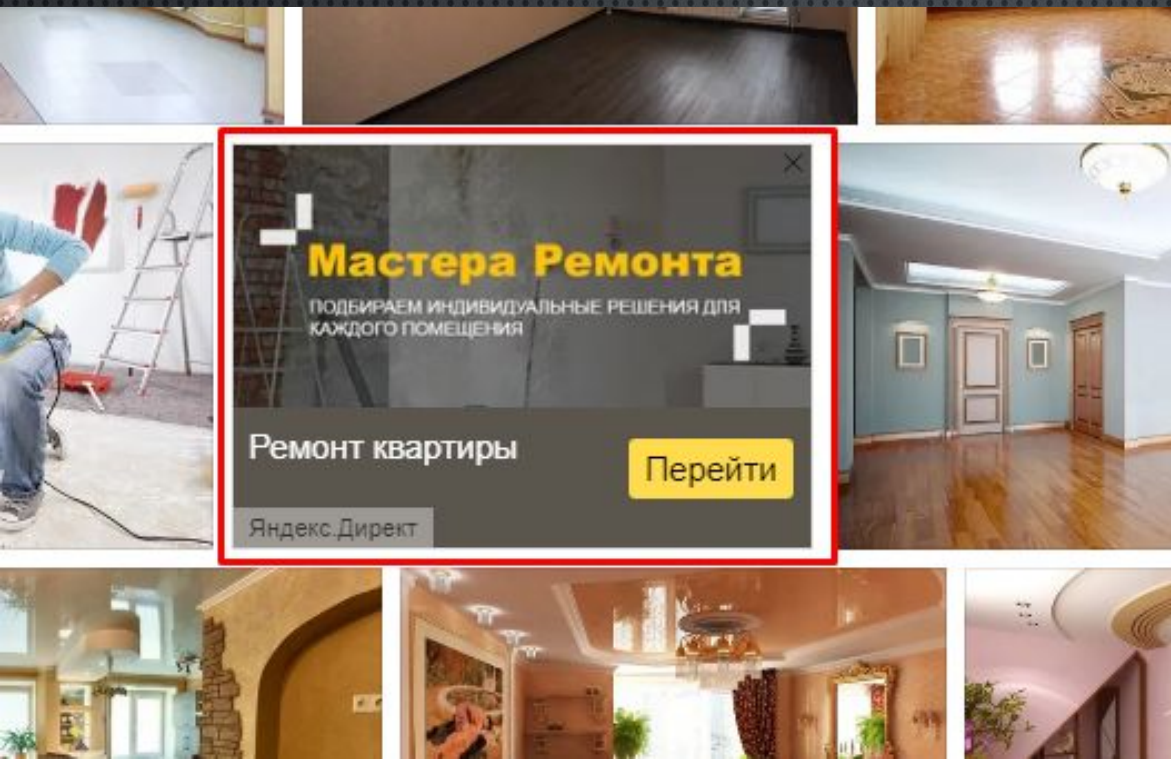 Мастера Ремонта
ПОДБИРАЕМ ИНДИВИДУАЛЬНЫЕ РЕШЕНИЯ ДЛЯ
КАЖДОГО ПОМЕЩЕНИЯ
Ремонт квартиры
Перейти
Яндекс.Директ